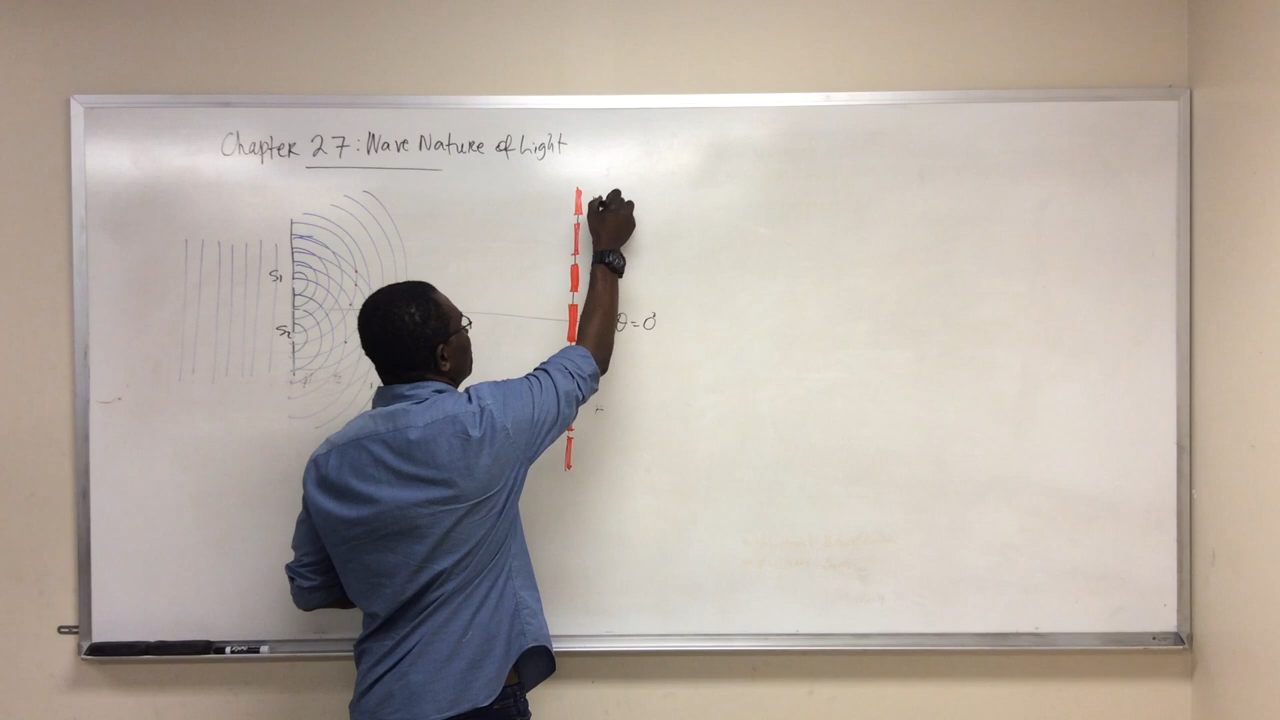 Chapter 27: Wave Nature of Light
S₁
S₂
θ = 0°